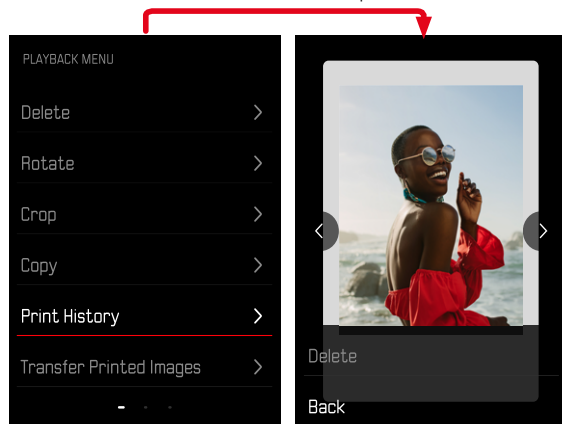 PLAYBACK MENU
Delete
Rotate
Crop
Copy
Print History
Transfer Printed Images
Delete
Back